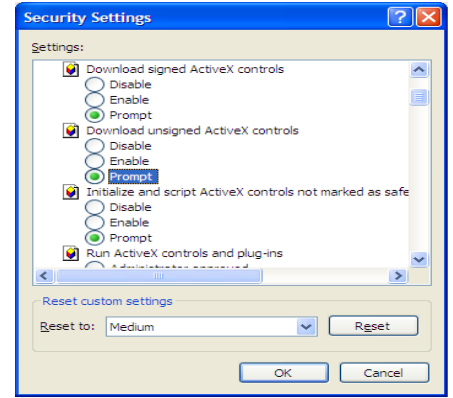 Security Settings
Settings:
Download signed ActiveX controls
Disable
Enable
Prompt
Download unsigned ActiveX controls
Disable
Enable
Prompt
Initialize and script ActiveX controls not marked as safe
Disable
Enable
Prompt
Run ActiveX controls and plug-ins
Administrator approved
Reset custom settings
Reset to: Medium Reset
OK Cancel